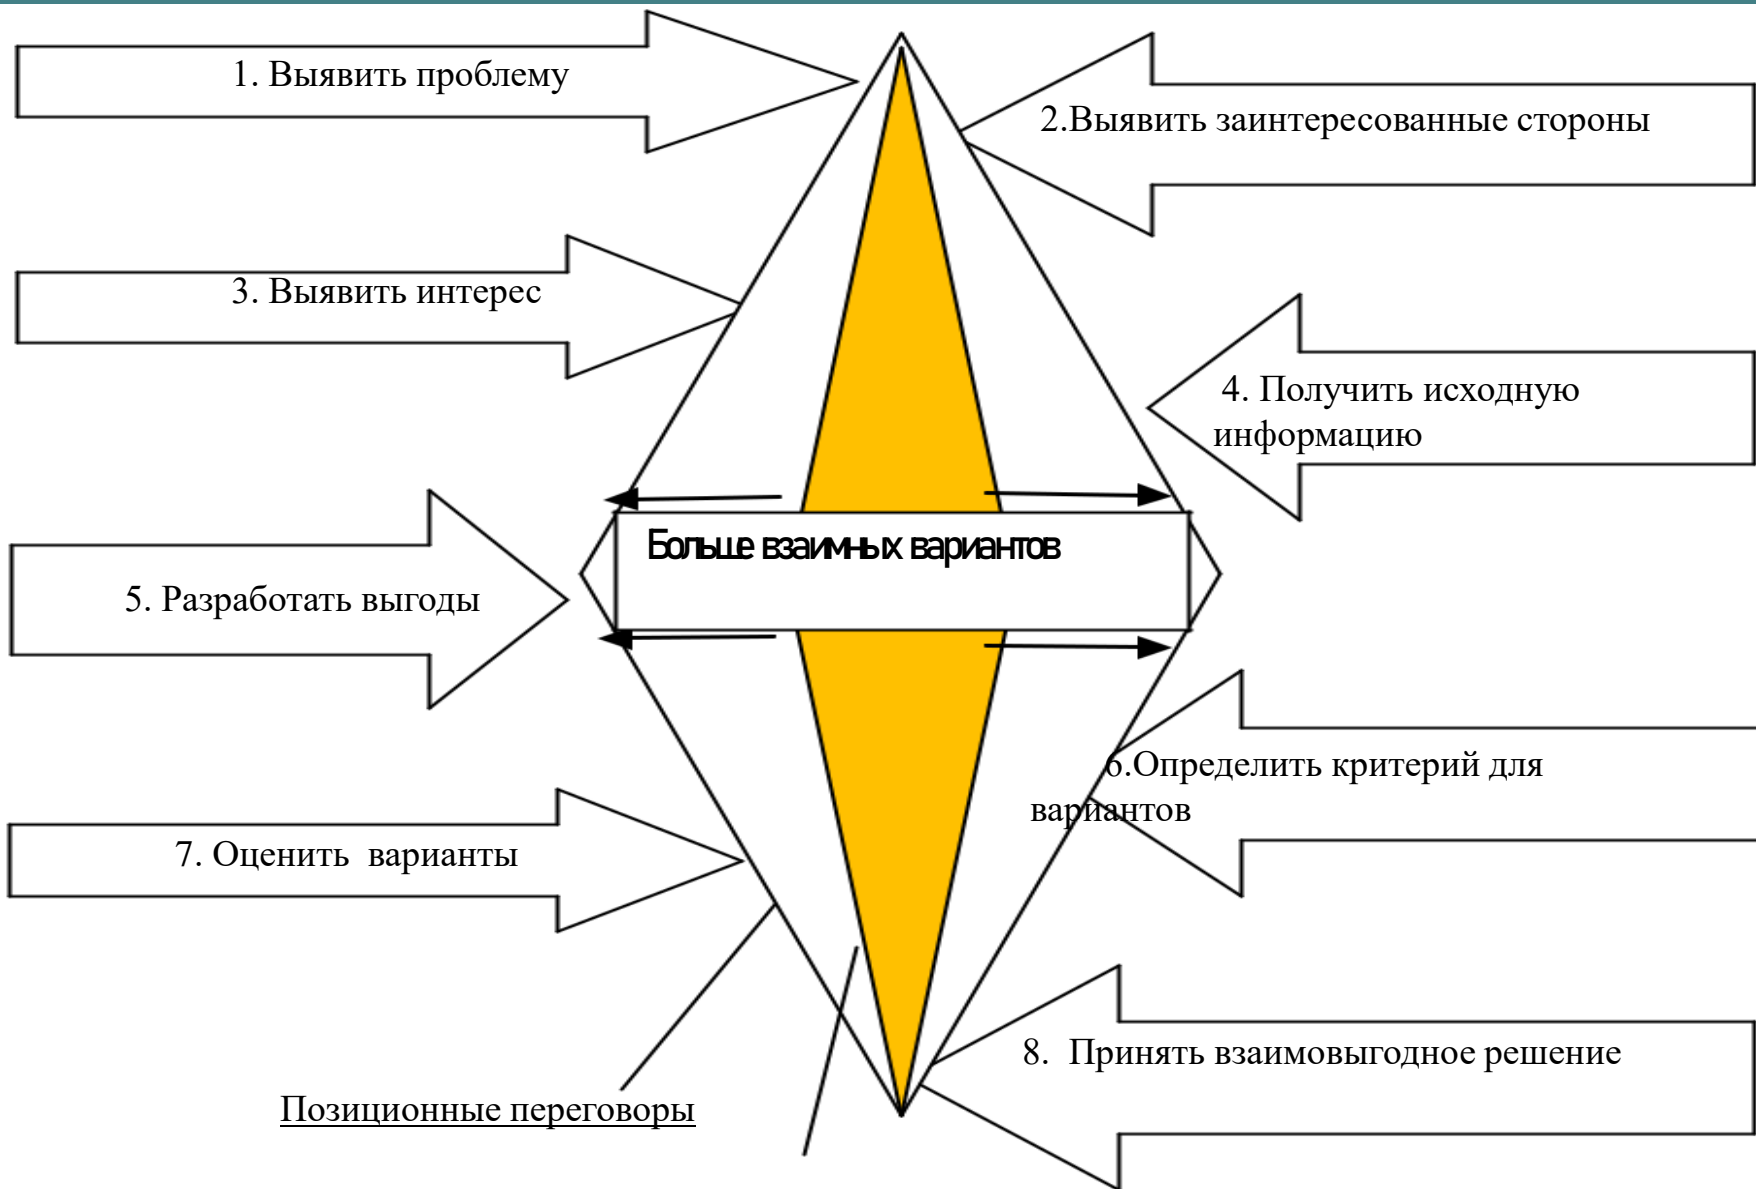 1. Выявить проблему
2.Выявить заинтересованные стороны
3. Выявить интерес
4. Получить исходную
информацию
Больше взаимных вариантов
5. Разработать выгоды
6.Определить критерий для
вариантов
7. Оценить варианты
8. Принять взаимовыгодное решение
Позиционные переговоры